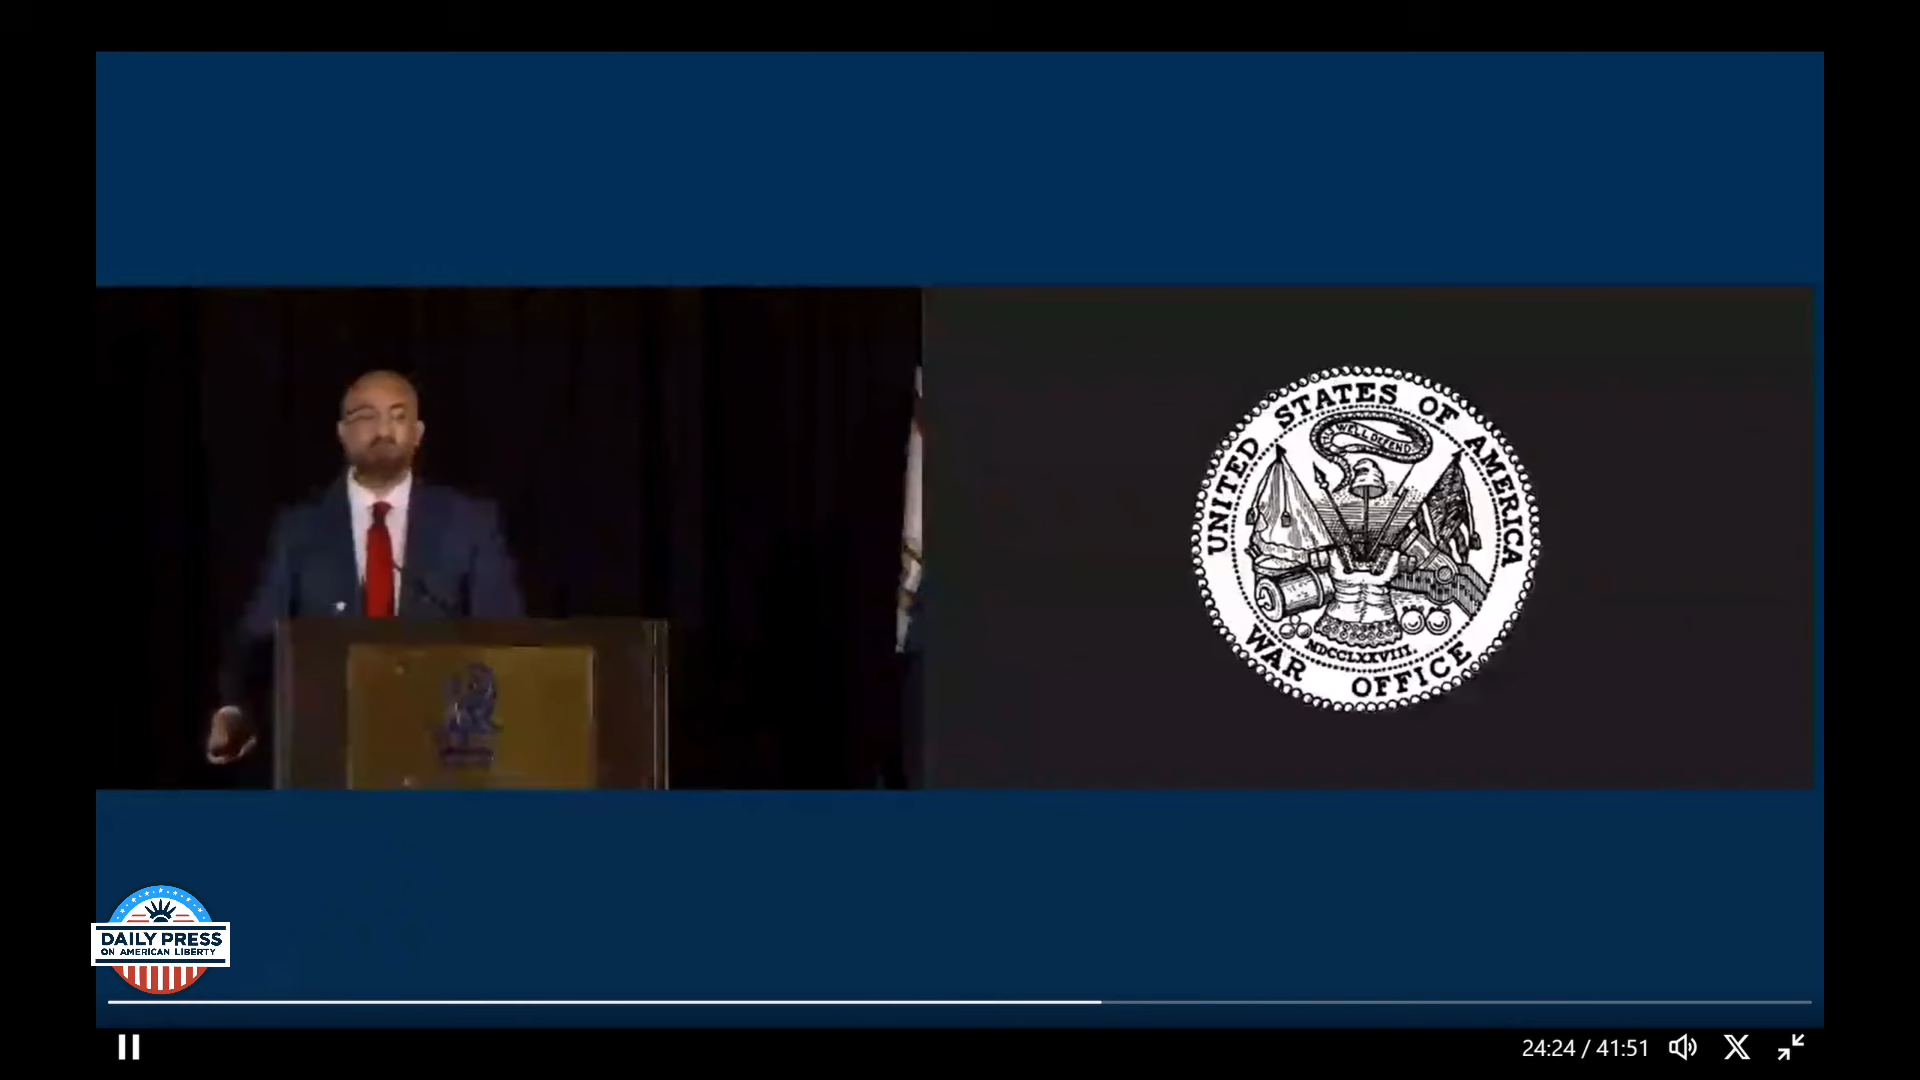 UNITED STATES OF AMERICA
WE'LL DEFEND
MDCCLXXVIII
WAR OFFICE
DAILY PRESS
ON AMERICAN LIBERTY
24:24 / 41:51